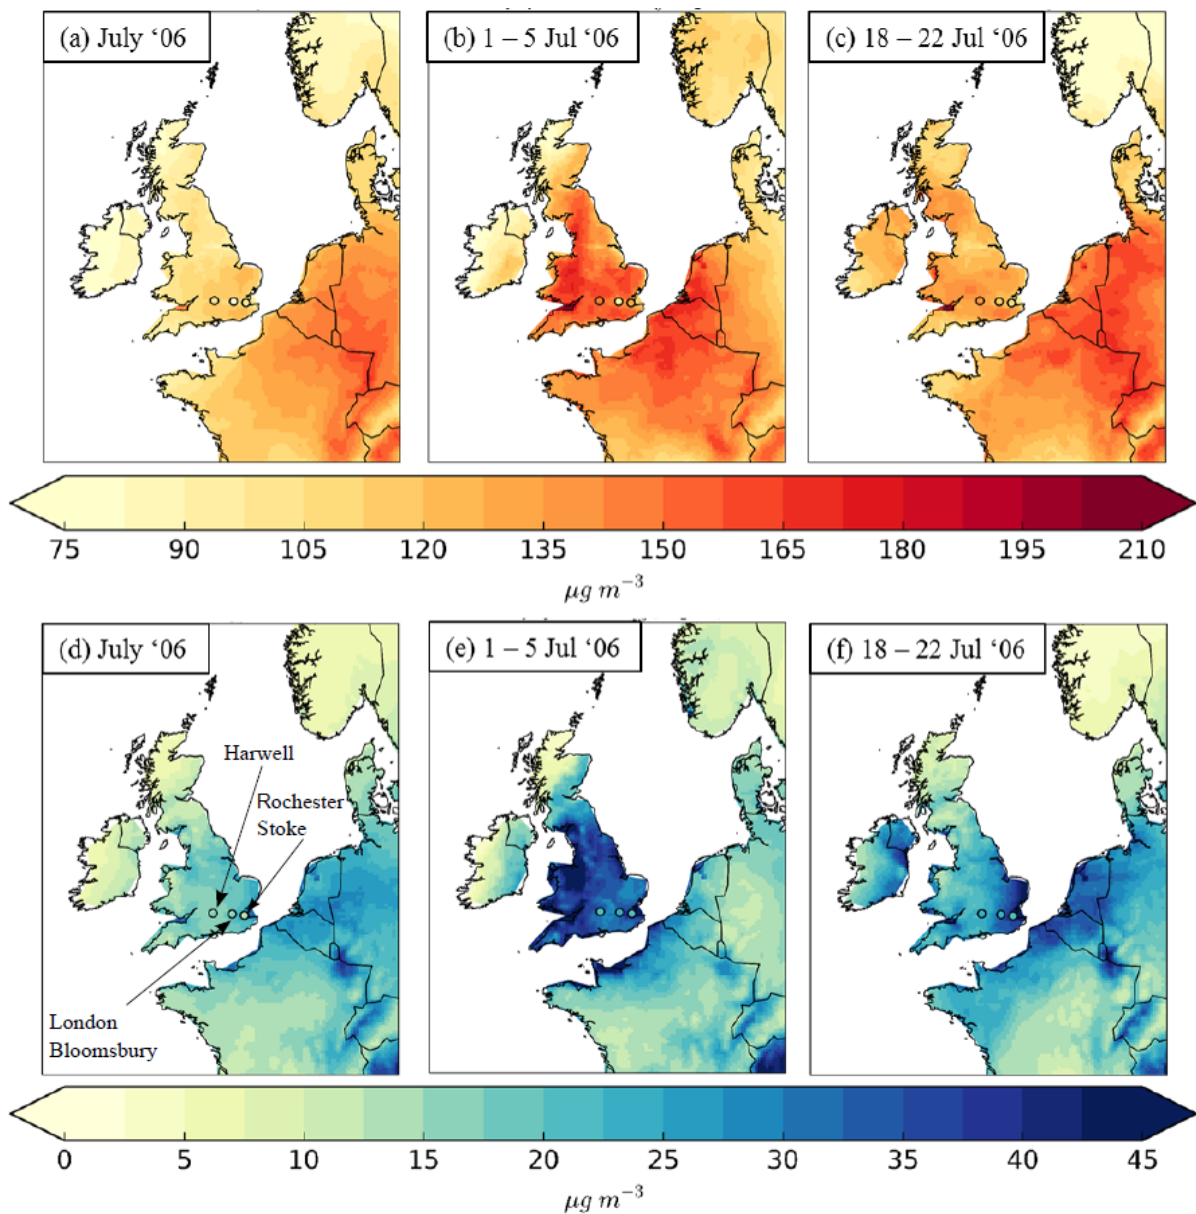 (a) July ‘06
(b) 1 – 5 Jul ‘06
(c) 18 – 22 Jul ‘06
75 90 105 120 135 150 165 180 195 210
μg m⁻³
(d) July ‘06
(e) 1 – 5 Jul ‘06
(f) 18 – 22 Jul ‘06
Harwell
Rochester
Stoke
London
Bloomsbury
0 5 10 15 20 25 30 35 40 45
μg m⁻³